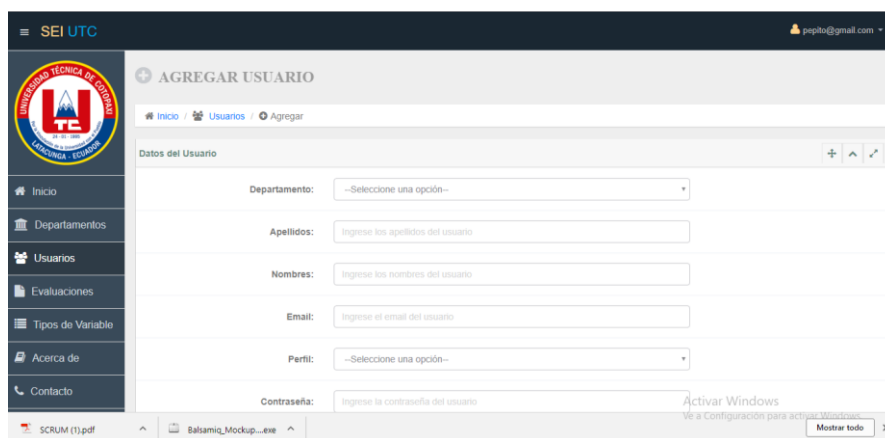 SEI UTC
pepito@gmail.com
UNIVERSIDAD TÉCNICA DE COTOPAXI
UTC
LATACUNGA - ECUADOR
AGREGAR USUARIO
Inicio / Usuarios / Agregar
Datos del Usuario
Inicio
Departamentos
Usuarios
Evaluaciones
Tipos de Variable
Acerca de
Contacto
Departamento: --Seleccione una opción--
Apellidos: Ingrese los apellidos del usuario
Nombres: Ingrese los nombres del usuario
Email: Ingrese el email del usuario
Perfil: --Seleccione una opción--
Contraseña: Ingrese la contraseña del usuario
Activar Windows
Ve a Configuración para activar Windows.
SCRUM (1).pdf
Balsamiq_Mockup....exe
Mostrar todo